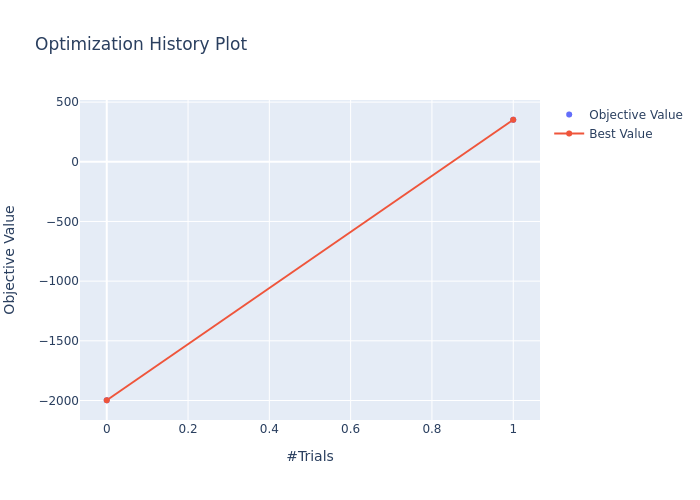 Optimization History Plot
500
0
−500
−1000
−1500
−2000
Objective Value
0
0.2
0.4
0.6
0.8
1
#Trials
Objective Value
Best Value